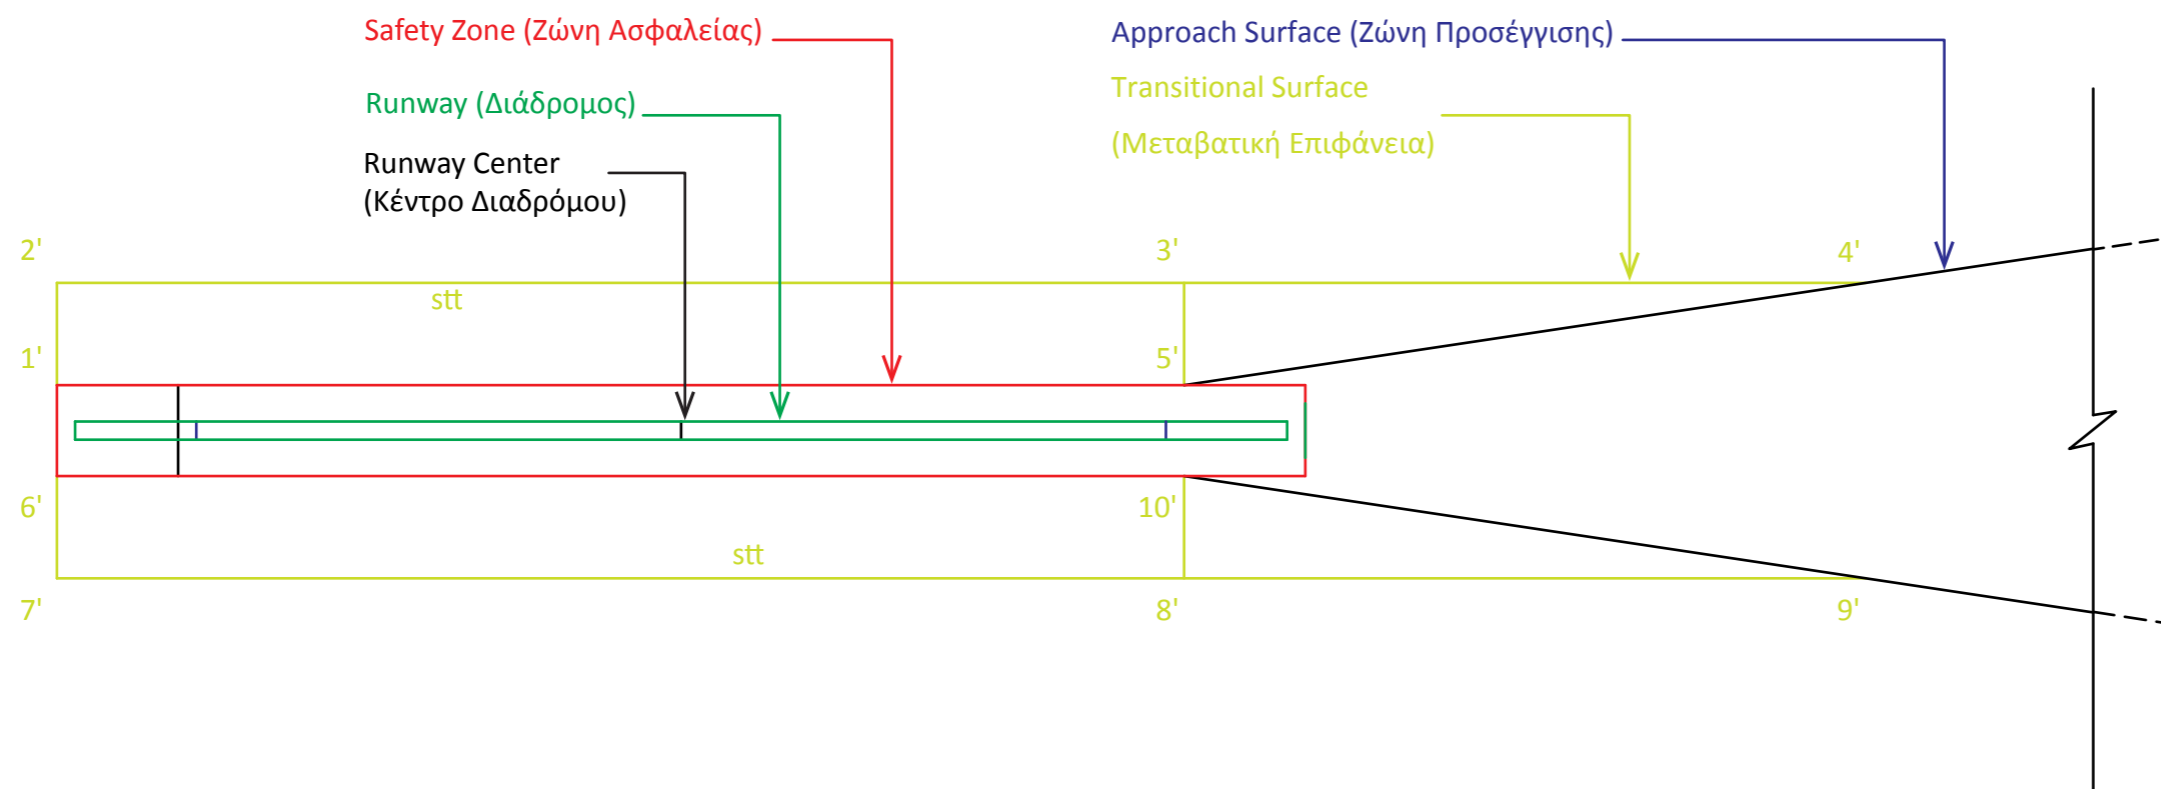 Safety Zone (Ζώνη Ασφαλείας)
Approach Surface (Ζώνη Προσέγγισης)
Transitional Surface
(Μεταβατική Επιφάνεια)
Runway (Διάδρομος)
Runway Center
(Κέντρο Διαδρόμου)
2'
3'
4'
stt
1'
5'
6'
10'
stt
7'
8'
9'